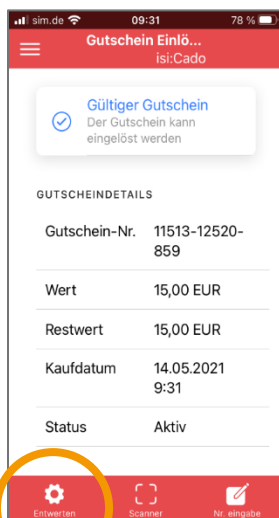 sim.de 09:31 78 %
Gutschein Einlö...
isi:Cado
Gültiger Gutschein
Der Gutschein kann
eingelöst werden
GUTSCHEINDETAILS
Gutschein-Nr. 11513-12520-
859
Wert 15,00 EUR
Restwert 15,00 EUR
Kaufdatum 14.05.2021
9:31
Status Aktiv
Entwerten Scanner Nr. eingabe